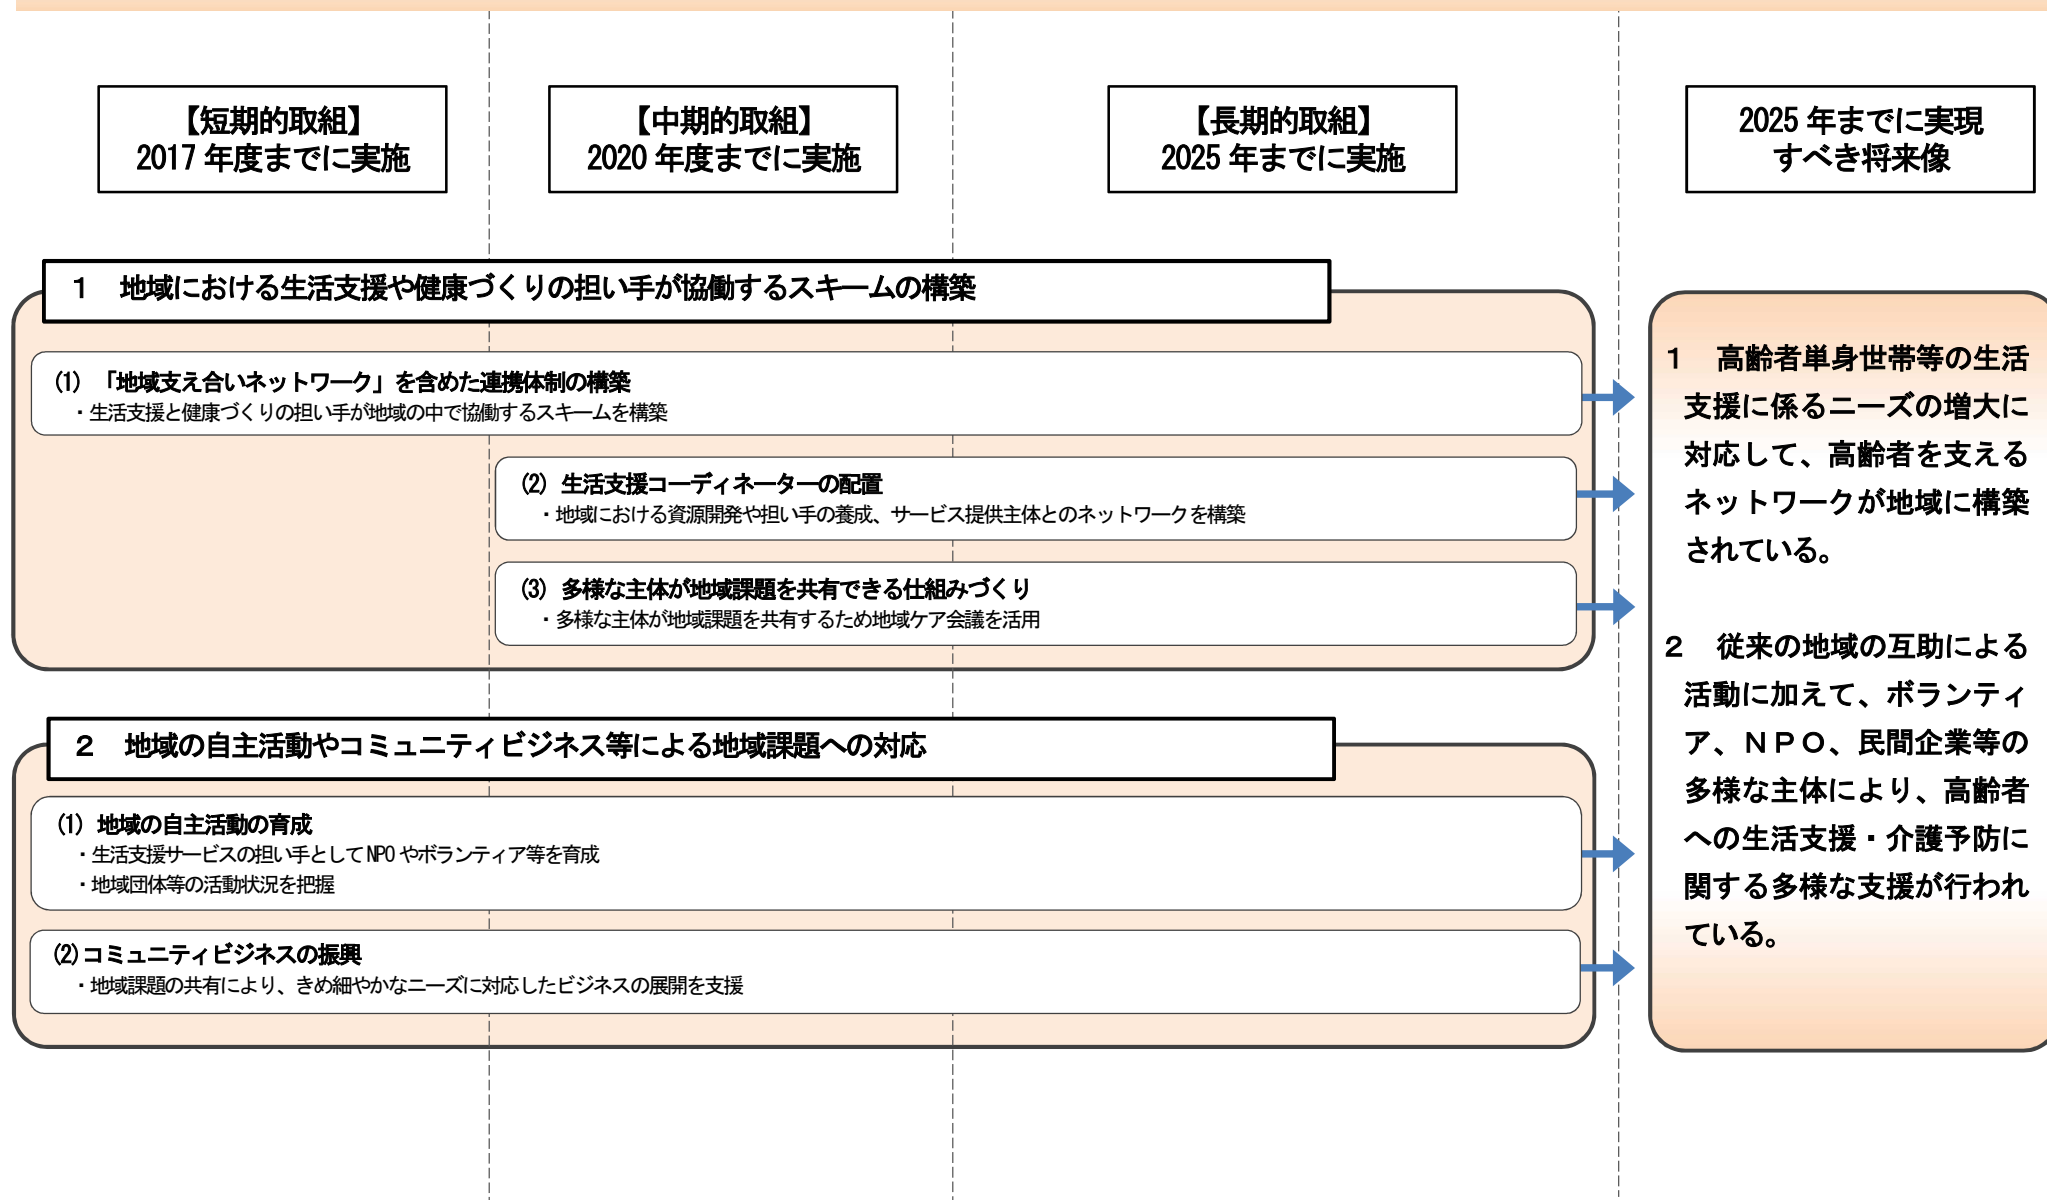 【短期的取組】
2017 年度までに実施
【中期的取組】
2020 年度までに実施
【長期的取組】
2025 年までに実施
2025 年までに実現
すべき将来像
１　地域における生活支援や健康づくりの担い手が協働するスキームの構築
(1) 「地域支え合いネットワーク」を含めた連携体制の構築
・生活支援と健康づくりの担い手が地域の中で協働するスキームを構築
(2) 生活支援コーディネーターの配置
・地域における資源開発や担い手の養成、サービス提供主体とのネットワークを構築
(3) 多様な主体が地域課題を共有できる仕組みづくり
・多様な主体が地域課題を共有するため地域ケア会議を活用
２　地域の自主活動やコミュニティビジネス等による地域課題への対応
(1) 地域の自主活動の育成
・生活支援サービスの担い手として NPO やボランティア等を育成
・地域団体等の活動状況を把握
(2) コミュニティビジネスの振興
・地域課題の共有により、きめ細やかなニーズに対応したビジネスの展開を支援
１　高齢者単身世帯等の生活
支援に係るニーズの増大に
対応して、高齢者を支える
ネットワークが地域に構築
されている。
２　従来の地域の互助による
活動に加えて、ボランティ
ア、ＮＰＯ、民間企業等の
多様な主体により、高齢者
への生活支援・介護予防に
関する多様な支援が行われ
ている。